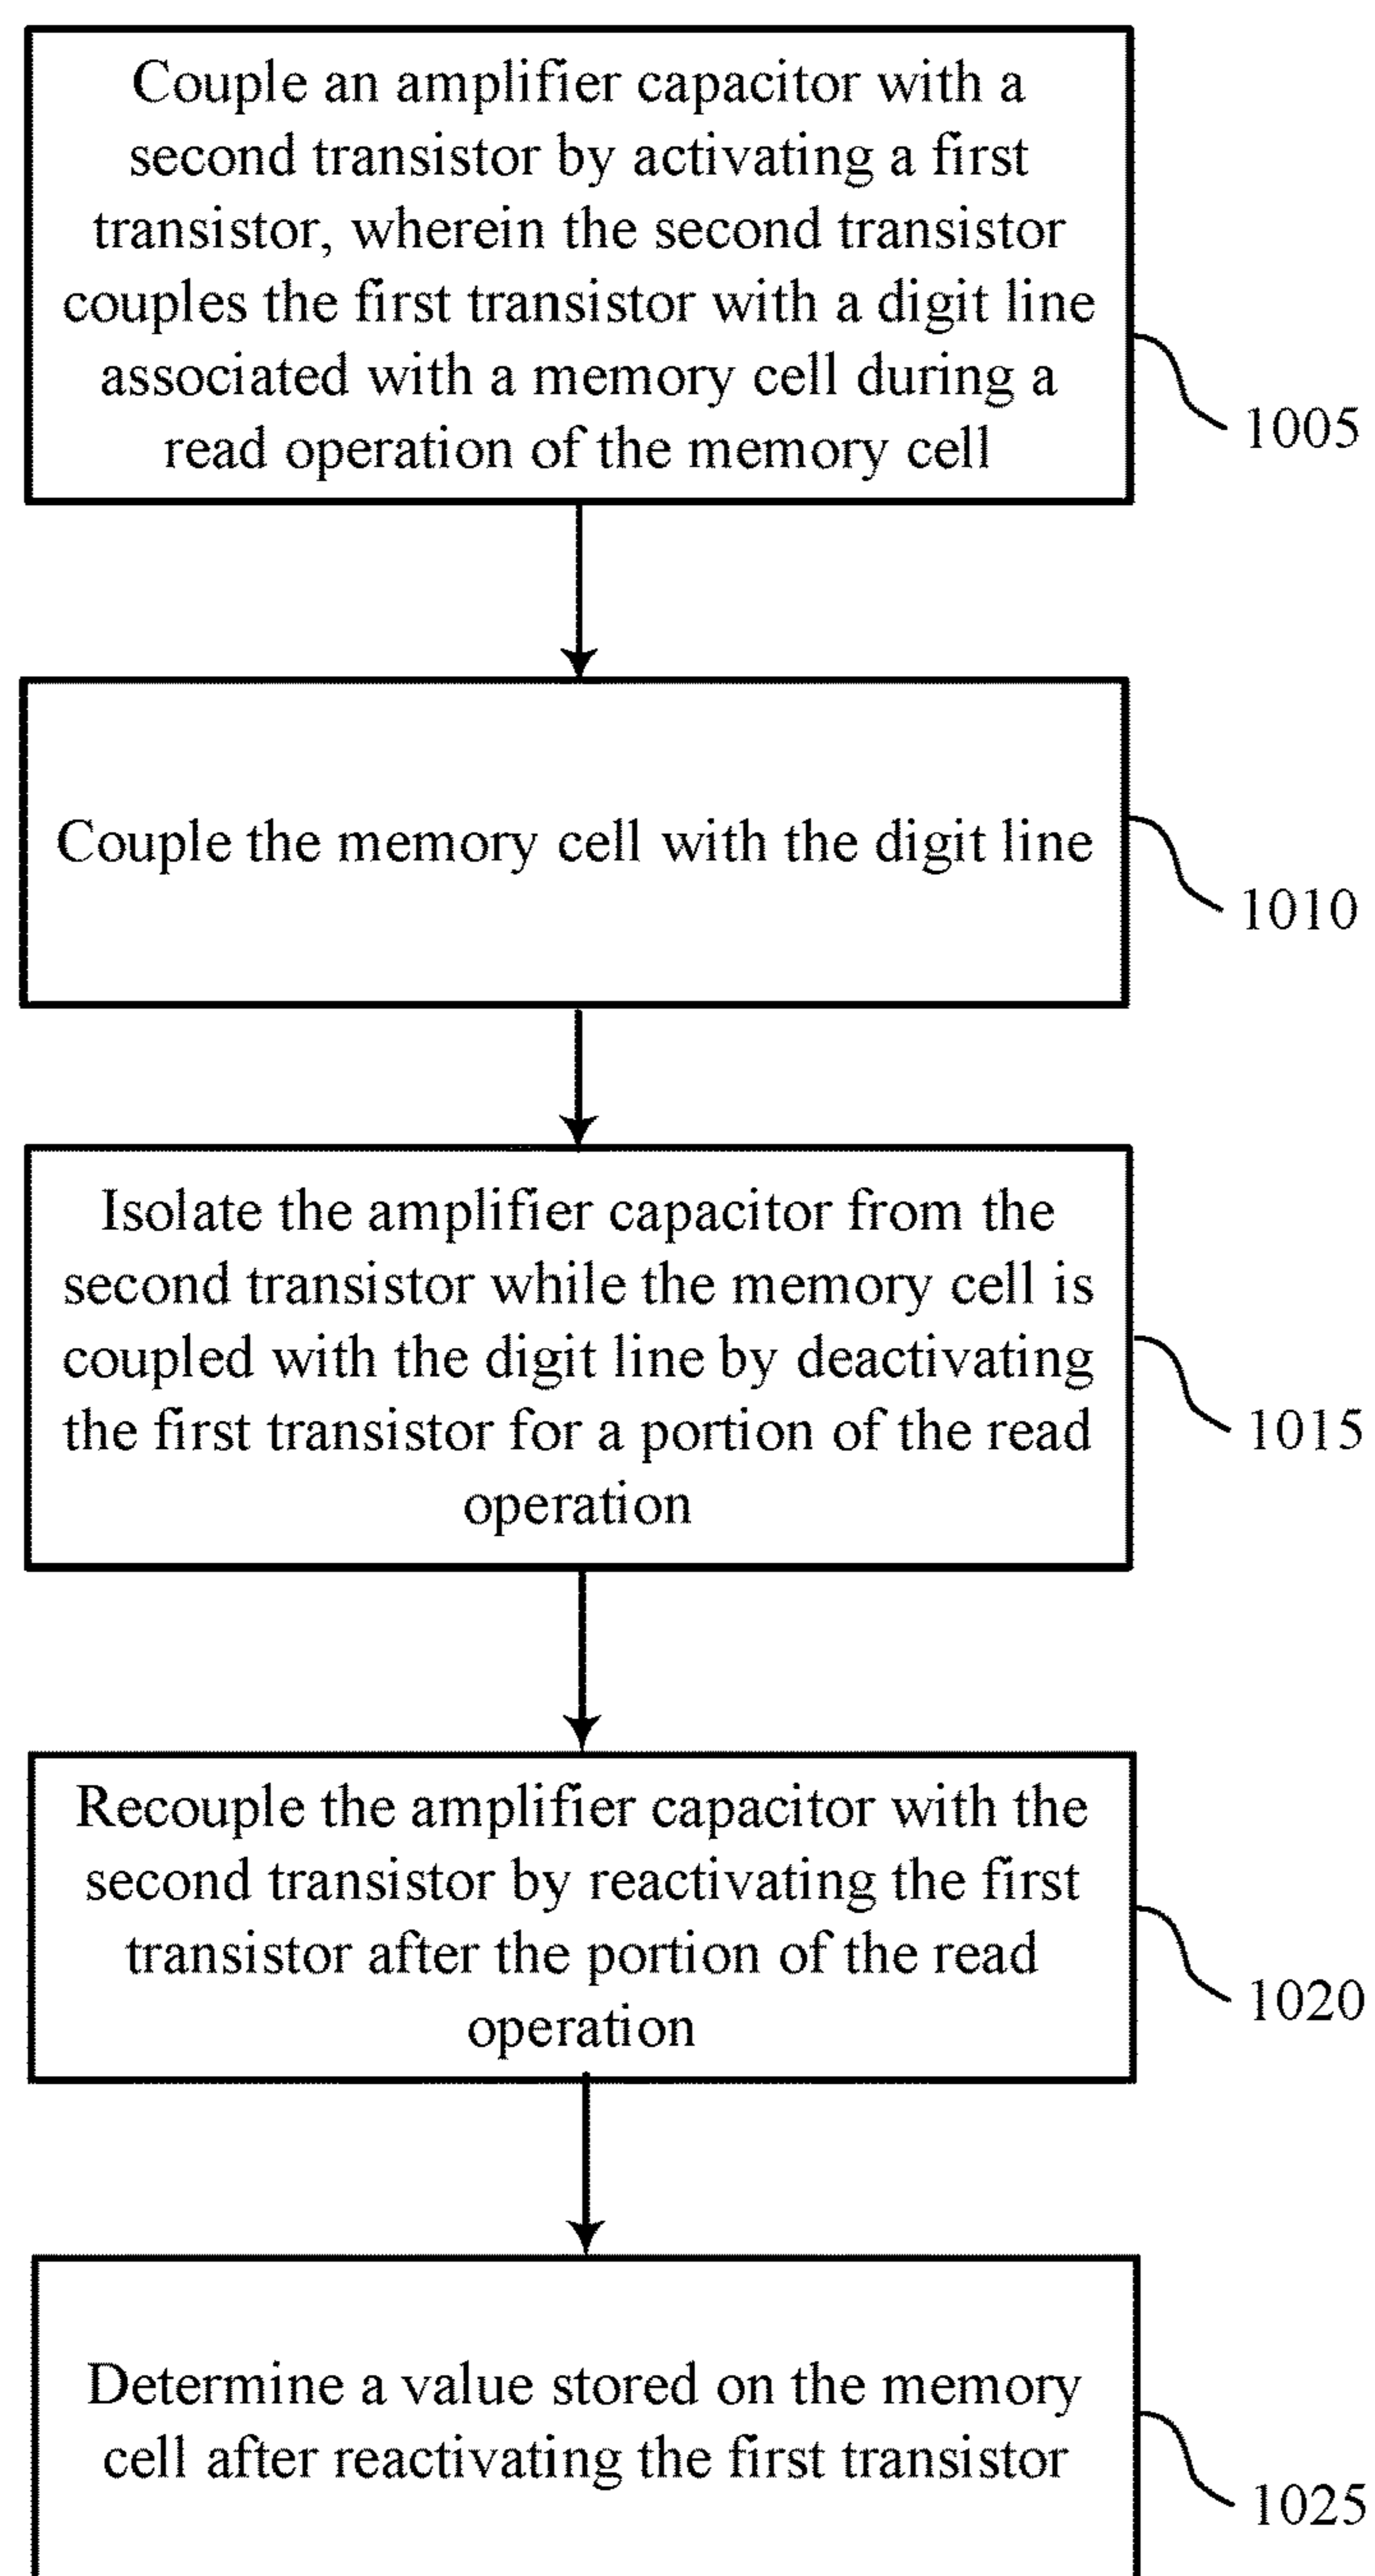 Couple an amplifier capacitor with a
second transistor by activating a first
transistor, wherein the second transistor
couples the first transistor with a digit line
associated with a memory cell during a
read operation of the memory cell
1005
Couple the memory cell with the digit line
1010
Isolate the amplifier capacitor from the
second transistor while the memory cell is
coupled with the digit line by deactivating
the first transistor for a portion of the read
operation
1015
Recouple the amplifier capacitor with the
second transistor by reactivating the first
transistor after the portion of the read
operation
1020
Determine a value stored on the memory
cell after reactivating the first transistor
1025